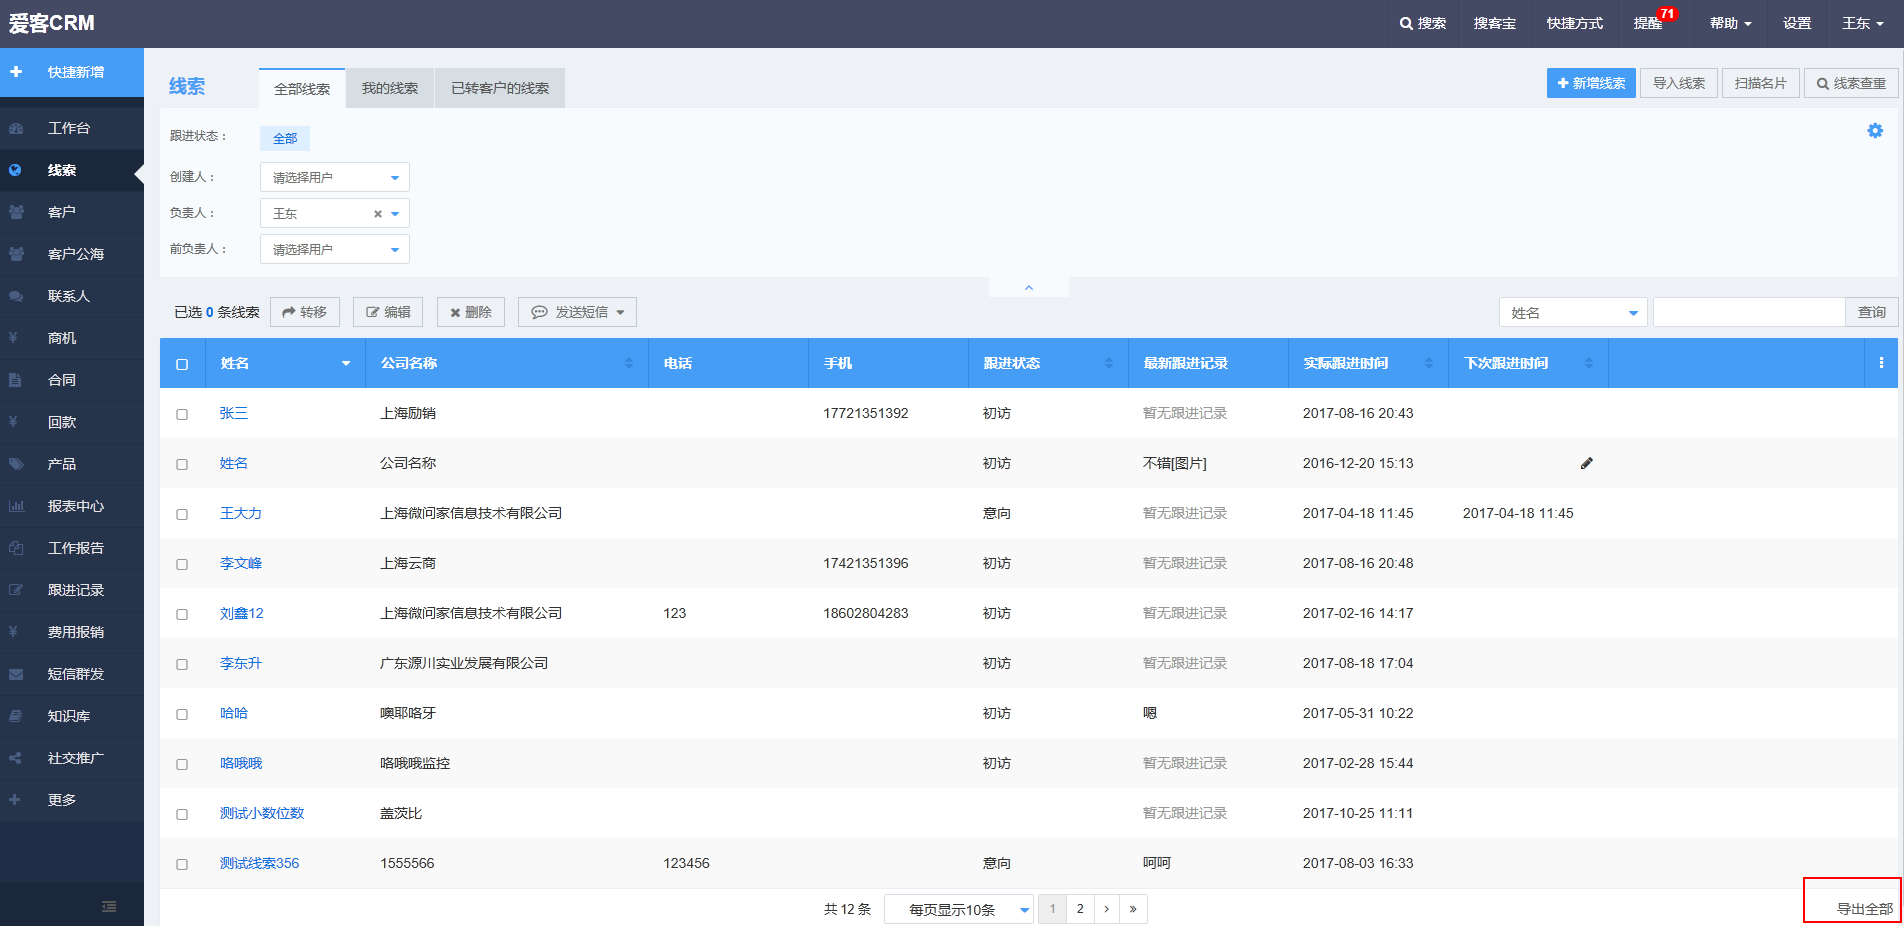 爱客CRM
搜索 搜客宝 快捷方式 提醒 71 帮助 设置 王东
快捷新增
工作台
线索
客户
客户公海
联系人
商机
合同
回款
产品
报表中心
工作报告
跟进记录
费用报销
短信群发
知识库
社交推广
更多
线索 全部线索 我的线索 已转客户的线索 新增线索 导入线索 扫描名片 线索查重
跟进状态： 全部
创建人： 请选择用户
负责人： 王东
前负责人： 请选择用户
已选 0 条线索 转移 编辑 删除 发送短信 姓名 查询
姓名 公司名称 电话 手机 跟进状态 最新跟进记录 实际跟进时间 下次跟进时间
张三 上海励销 17721351392 初访 暂无跟进记录 2017-08-16 20:43
姓名 公司名称 初访 不错[图片] 2016-12-20 15:13
王大力 上海微问家信息技术有限公司 意向 暂无跟进记录 2017-04-18 11:45 2017-04-18 11:45
李文峰 上海云商 17421351396 初访 暂无跟进记录 2017-08-16 20:48
刘鑫12 上海微问家信息技术有限公司 123 18602804283 初访 暂无跟进记录 2017-02-16 14:17
李东升 广东源川实业发展有限公司 初访 暂无跟进记录 2017-08-18 17:04
哈哈 噢耶咯牙 初访 嗯 2017-05-31 10:22
咯哦哦 咯哦哦监控 初访 暂无跟进记录 2017-02-28 15:44
测试小数位数 盖茨比 暂无跟进记录 2017-10-25 11:11
测试线索356 1555566 123456 意向 呵呵 2017-08-03 16:33
共 12 条 每页显示10条 1 2 › » 导出全部